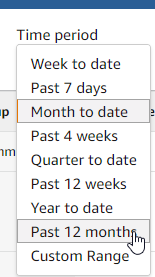 Time period
Week to date
Past 7 days
Month to date
Past 4 weeks
Quarter to date
Past 12 weeks
Year to date
Past 12 months
Custom Range